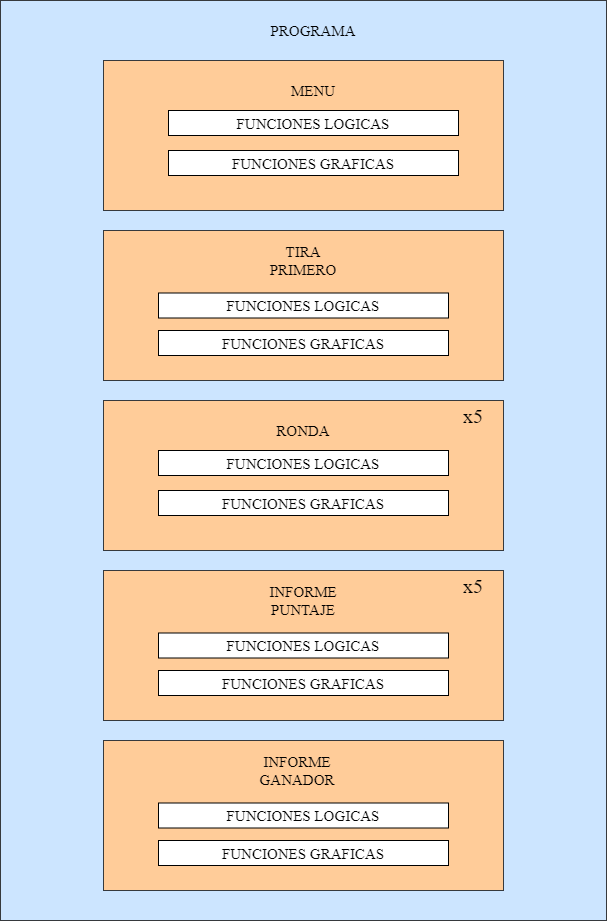 PROGRAMA
MENU
FUNCIONES LOGICAS
FUNCIONES GRAFICAS
TIRA
PRIMERO
FUNCIONES LOGICAS
FUNCIONES GRAFICAS
x5
RONDA
FUNCIONES LOGICAS
FUNCIONES GRAFICAS
x5
INFORME
PUNTAJE
FUNCIONES LOGICAS
FUNCIONES GRAFICAS
INFORME
GANADOR
FUNCIONES LOGICAS
FUNCIONES GRAFICAS